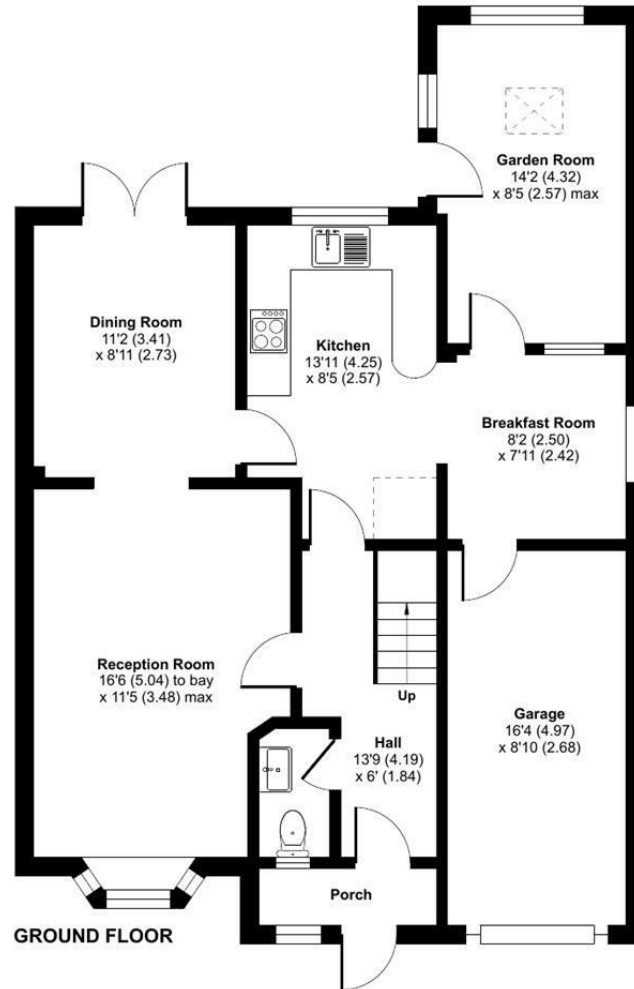 Garden Room
14'2 (4.32)
x 8'5 (2.57) max
Dining Room
11'2 (3.41)
x 8'11 (2.73)
Kitchen
13'11 (4.25)
x 8'5 (2.57)
Breakfast Room
8'2 (2.50)
x 7'11 (2.42)
Reception Room
16'6 (5.04) to bay
x 11'5 (3.48) max
Up
Hall
13'9 (4.19)
x 6' (1.84)
Garage
16'4 (4.97)
x 8'10 (2.68)
Porch
GROUND FLOOR